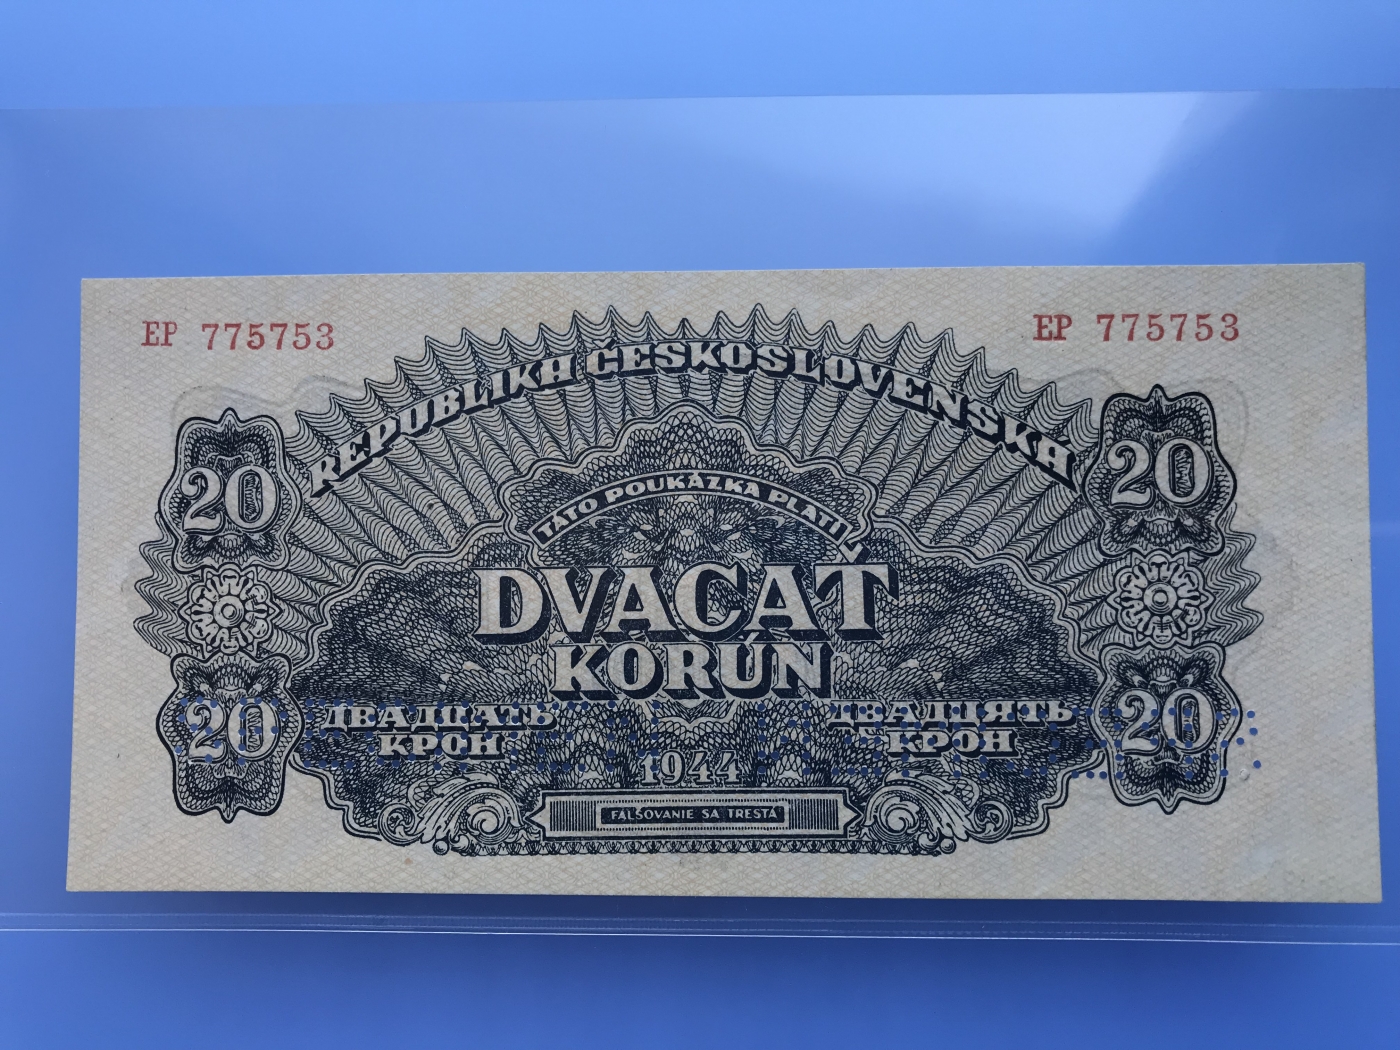 EP 775753
EP 775753
REPUBLIKA ČESKOSLOVENSKÁ
20
20
TÁTO POUKÁZKA PLATÍ
DVACAŤ
KORÚN
20
20
ДВАДЦАТЬ
КРОН
ДВАДЦЯТЬ
КРОН
1944
FALŠOVANIE SA TRESTÁ